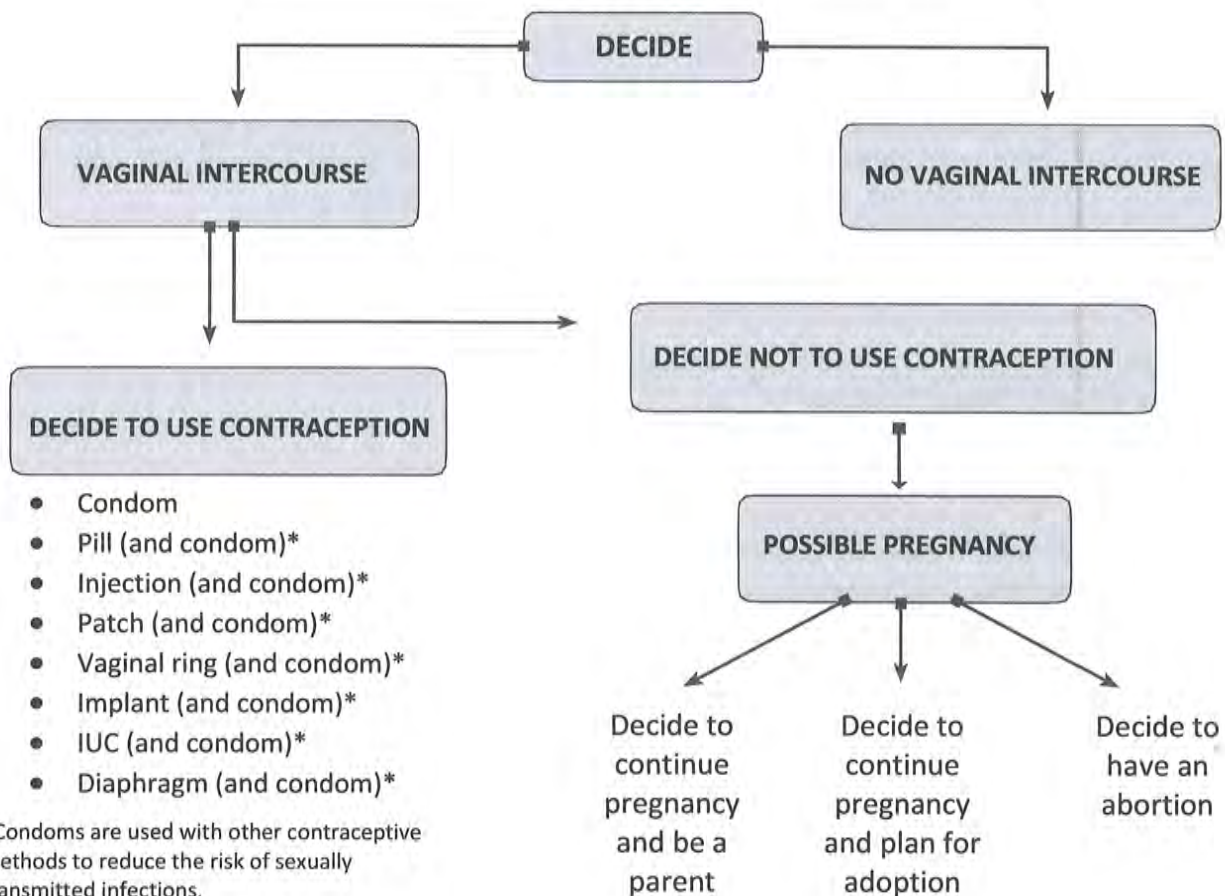 DECIDE
VAGINAL INTERCOURSE
NO VAGINAL INTERCOURSE
DECIDE TO USE CONTRACEPTION
• Condom
• Pill (and condom)*
• Injection (and condom)*
• Patch (and condom)*
• Vaginal ring (and condom)*
• Implant (and condom)*
• IUC (and condom)*
• Diaphragm (and condom)*
Condoms are used with other contraceptive
ethods to reduce the risk of sexually
ansmitted infections.
DECIDE NOT TO USE CONTRACEPTION
POSSIBLE PREGNANCY
Decide to
continue
pregnancy
and be a
parent
Decide to
continue
pregnancy
and plan for
adoption
Decide to
have an
abortion